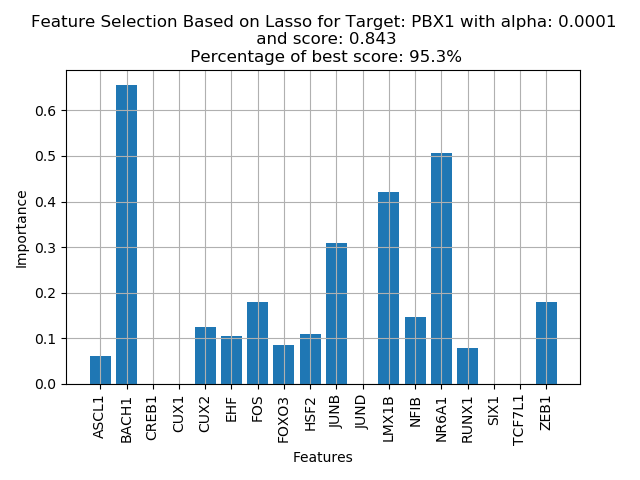 Feature Selection Based on Lasso for Target: PBX1 with alpha: 0.0001
and score: 0.843
Percentage of best score: 95.3%
Importance
0.6
0.5
0.4
0.3
0.2
0.1
0.0
ASCL1
BACH1
CREB1
CUX1
CUX2
EHF
FOS
FOXO3
HSF2
JUNB
JUND
LMX1B
NFIB
NR6A1
RUNX1
SIX1
TCF7L1
ZEB1
Features